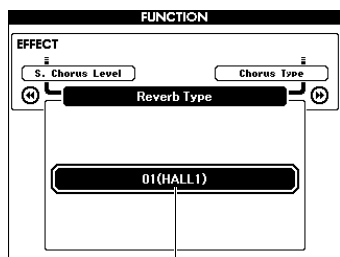 FUNCTION
EFFECT
S. Chorus Level
Chorus Type
Reverb Type
01(HALL1)